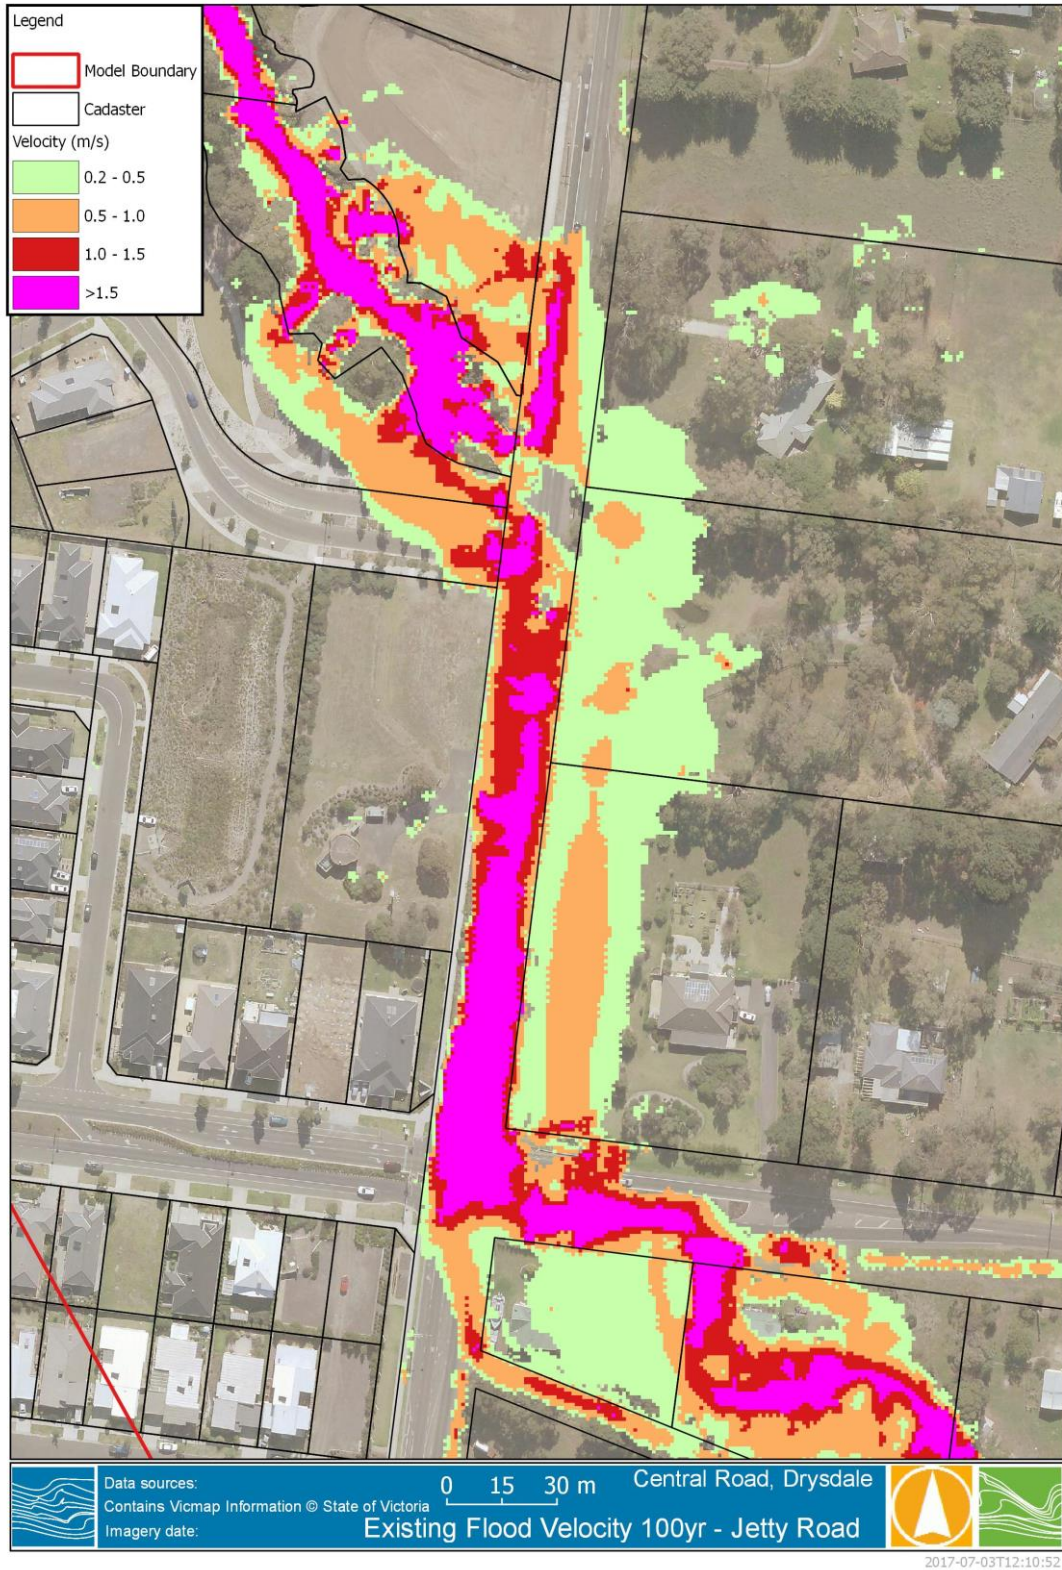 Legend
Model Boundary
Cadaster
Velocity (m/s)
0.2 - 0.5
0.5 - 1.0
1.0 - 1.5
>1.5
Data sources:
Contains Vicmap Information © State of Victoria
Imagery date:
0 15 30 m
Central Road, Drysdale
Existing Flood Velocity 100yr - Jetty Road
2017-07-03T12:10:52